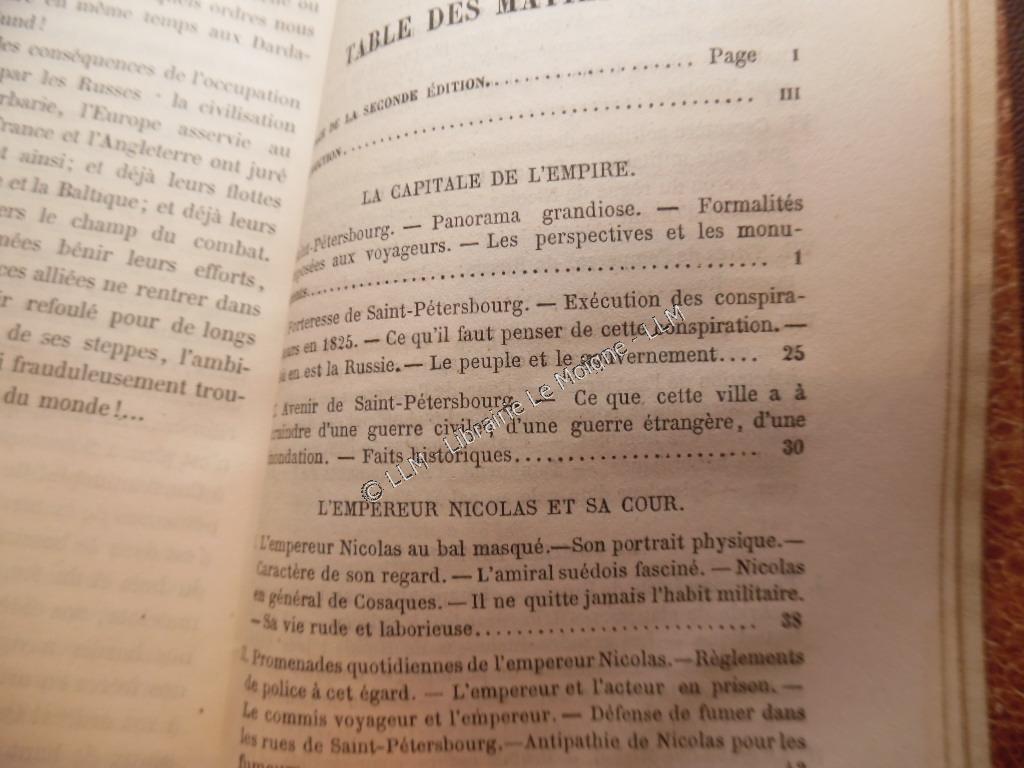 ordres nous
en même temps aux Darda-
les conséquences de l'occupation
par les Russes · la civilisation
l'Europe asservie au
et l'Angleterre ont juré
ainsi; et déjà leurs flottes
et la Baltique; et déjà leurs
le champ du combat.
bénir leurs efforts,
alliées ne rentrer dans
refoulé pour de longs
de ses steppes, l'ambi-
frauduleusement trou-
du monde!...
TABLE DES
DE LA SECONDE ÉDITION. Page 1
III
LA CAPITALE DE L'EMPIRE.
Pétersbourg. — Panorama grandiose. — Formalités
aux voyageurs. — Les perspectives et les monu-
1
Forteresse de Saint-Pétersbourg. — Exécution des conspira-
en 1825. — Ce qu'il faut penser de cette conspiration. —
en est la Russie. — Le peuple et le gouvernement.... 25
Avenir de Saint-Pétersbourg. — Ce que cette ville a à
d'une guerre civile, d'une guerre étrangère, d'une
inondation. — Faits historiques. 30
L'EMPEREUR NICOLAS ET SA COUR.
L'empereur Nicolas au bal masqué.—Son portrait physique.—
Caractère de son regard. — L'amiral suédois fasciné. — Nicolas
en général de Cosaques. — Il ne quitte jamais l'habit militaire.
— Sa vie rude et laborieuse. 38
2. Promenades quotidiennes de l'empereur Nicolas.—Règlements
de police à cet égard. — L'empereur et l'acteur en prison. —
Le commis voyageur et l'empereur. — Défense de fumer dans
les rues de Saint-Pétersbourg.—Antipathie de Nicolas pour les
© LLM - Librairie Le Moigne - LLM